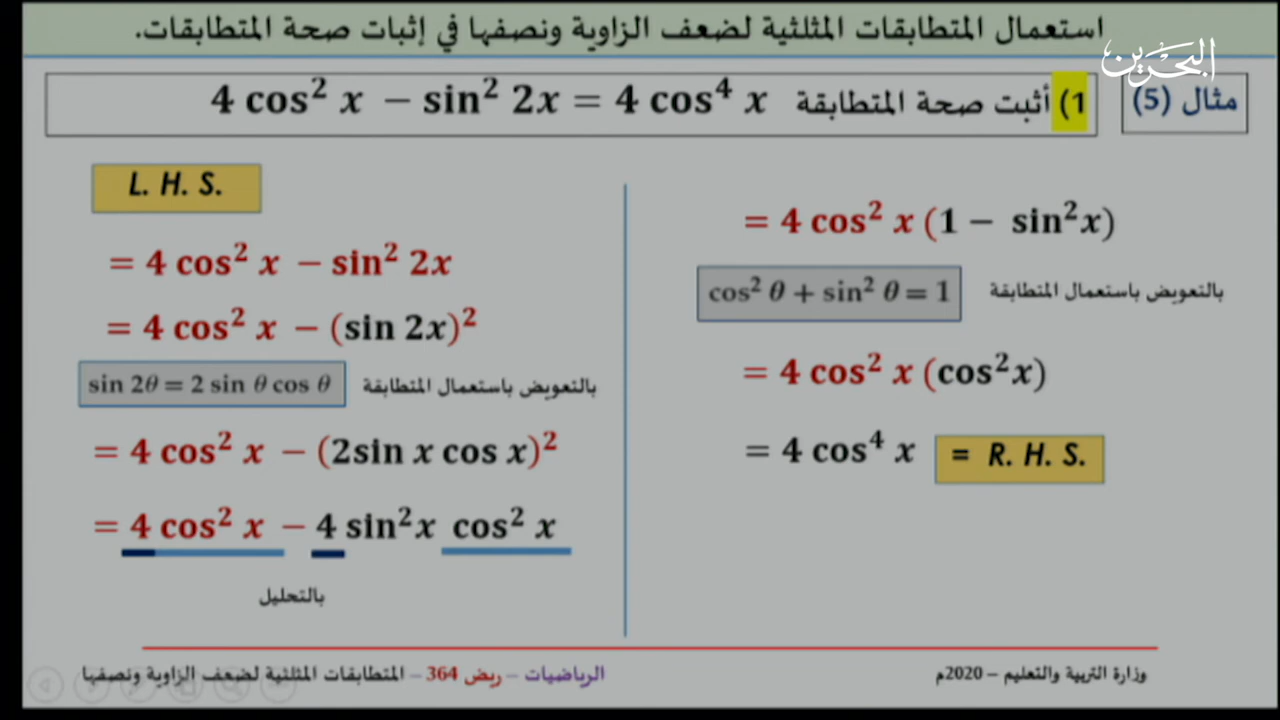 استعمال المتطابقات المثلثية لضعف الزاوية ونصفها في إثبات صحة المتطابقات.
البحرين
مثال (5)
1) أثبت صحة المتطابقة 4 cos² x − sin² 2x = 4 cos⁴ x
L. H. S.
= 4 cos² x − sin² 2x
= 4 cos² x − (sin 2x)²
sin 2θ = 2 sin θ cos θ بالتعويض باستعمال المتطابقة
= 4 cos² x − (2sin x cos x)²
= 4 cos² x − 4 sin²x cos² x
بالتحليل
= 4 cos² x (1 − sin²x)
cos² θ + sin² θ = 1 بالتعويض باستعمال المتطابقة
= 4 cos² x (cos²x)
= 4 cos⁴ x = R. H. S.
وزارة التربية والتعليم – 2020م
الرياضيات – ريض 364 – المتطابقات المثلثية لضعف الزاوية ونصفها